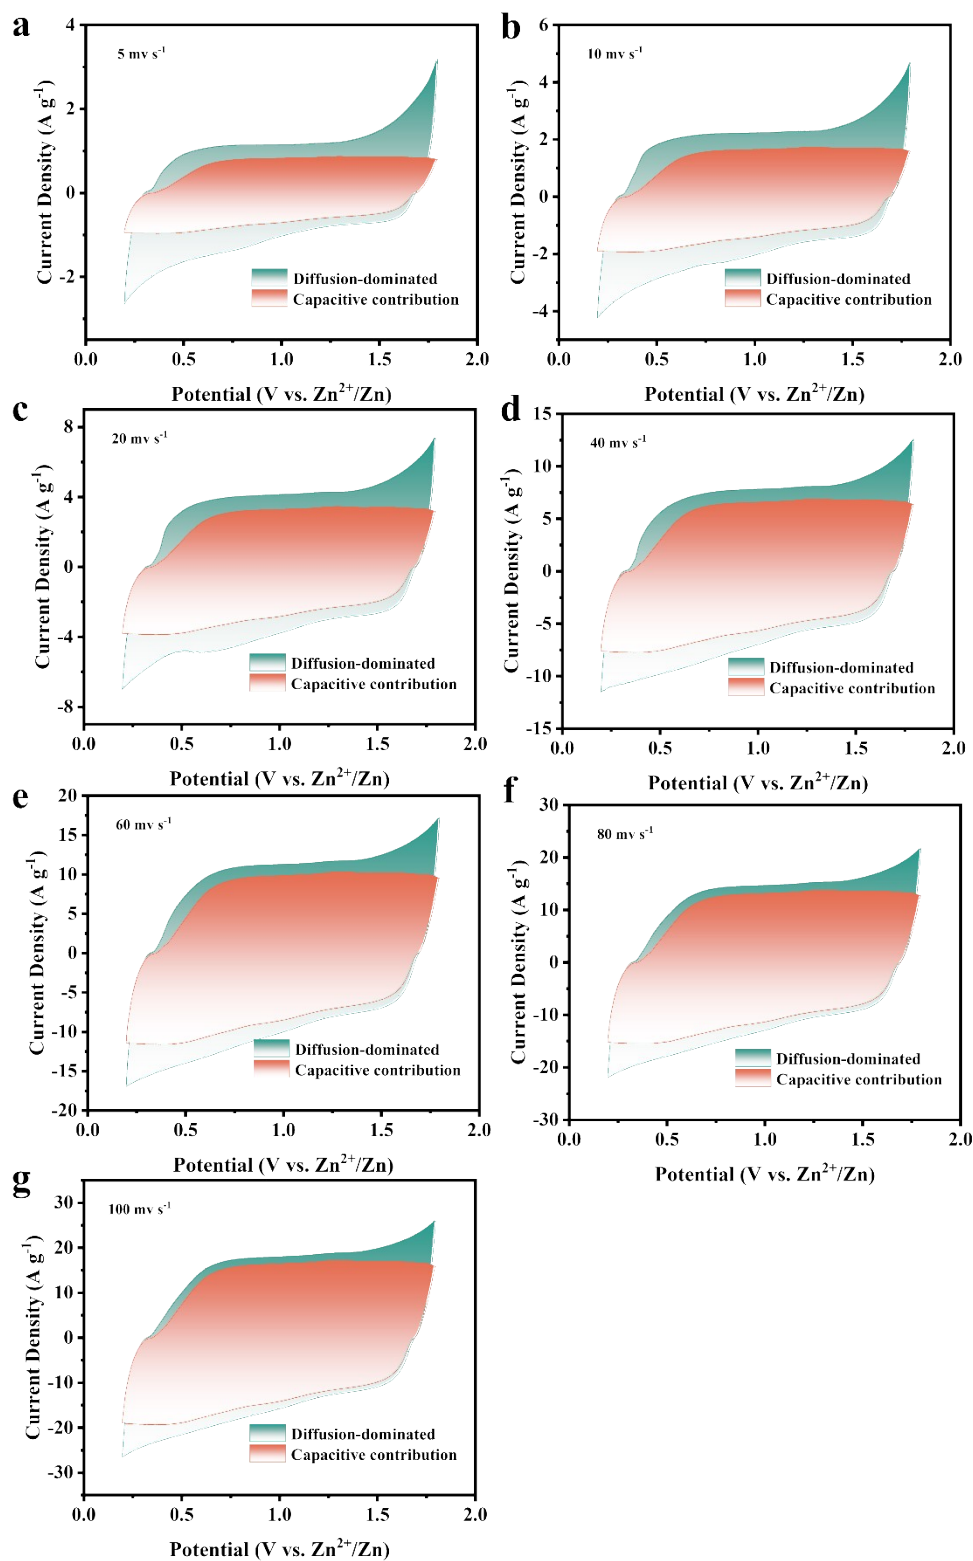 a
5 mv s⁻¹
Current Density (A g⁻¹)
4
2
0
-2
0.0 0.5 1.0 1.5 2.0
Diffusion-dominated
Capacitive contribution
Potential (V vs. Zn²⁺/Zn)
b
10 mv s⁻¹
Current Density (A g⁻¹)
6
4
2
0
-2
-4
0.0 0.5 1.0 1.5 2.0
Diffusion-dominated
Capacitive contribution
Potential (V vs. Zn²⁺/Zn)
c
20 mv s⁻¹
Current Density (A g⁻¹)
8
4
0
-4
-8
0.0 0.5 1.0 1.5 2.0
Diffusion-dominated
Capacitive contribution
Potential (V vs. Zn²⁺/Zn)
d
40 mv s⁻¹
Current Density (A g⁻¹)
15
10
5
0
-5
-10
-15
0.0 0.5 1.0 1.5 2.0
Diffusion-dominated
Capacitive contribution
Potential (V vs. Zn²⁺/Zn)
e
60 mv s⁻¹
Current Density (A g⁻¹)
20
15
10
5
0
-5
-10
-15
-20
0.0 0.5 1.0 1.5 2.0
Diffusion-dominated
Capacitive contribution
Potential (V vs. Zn²⁺/Zn)
f
80 mv s⁻¹
Current Density (A g⁻¹)
30
20
10
0
-10
-20
-30
0.0 0.5 1.0 1.5 2.0
Diffusion-dominated
Capacitive contribution
Potential (V vs. Zn²⁺/Zn)
g
100 mv s⁻¹
Current Density (A g⁻¹)
30
20
10
0
-10
-20
-30
0.0 0.5 1.0 1.5 2.0
Diffusion-dominated
Capacitive contribution
Potential (V vs. Zn²⁺/Zn)